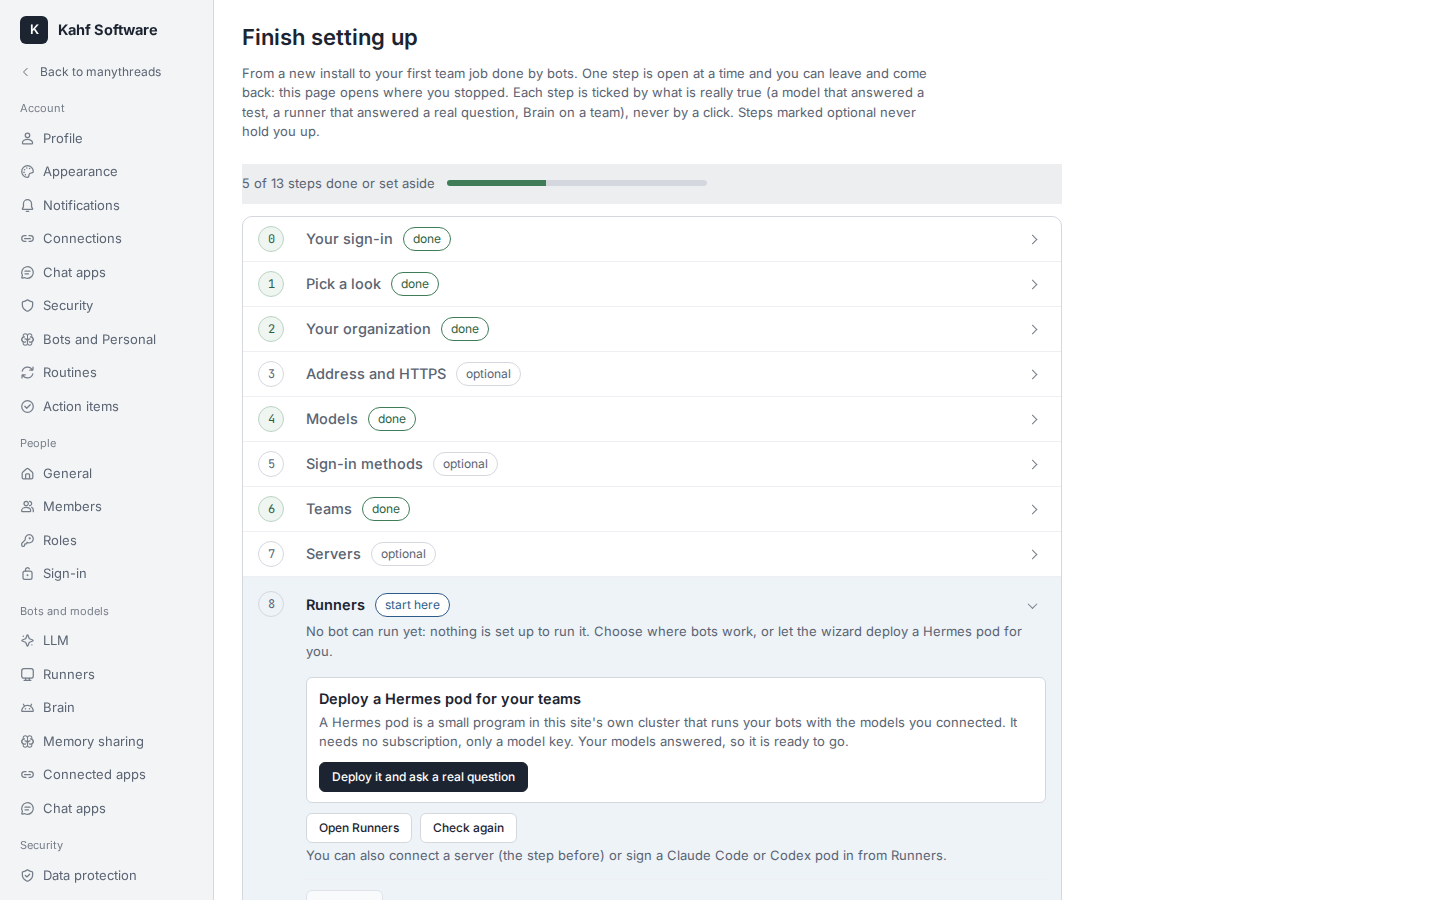 K Kahf Software
Back to manythreads
Account
Profile
Appearance
Notifications
Connections
Chat apps
Security
Bots and Personal
Routines
Action items
People
General
Members
Roles
Sign-in
Bots and models
LLM
Runners
Brain
Memory sharing
Connected apps
Chat apps
Security
Data protection
Finish setting up
From a new install to your first team job done by bots. One step is open at a time and you can leave and come
back: this page opens where you stopped. Each step is ticked by what is really true (a model that answered a
test, a runner that answered a real question, Brain on a team), never by a click. Steps marked optional never
hold you up.
5 of 13 steps done or set aside
0 Your sign-in done
1 Pick a look done
2 Your organization done
3 Address and HTTPS optional
4 Models done
5 Sign-in methods optional
6 Teams done
7 Servers optional
8 Runners start here
No bot can run yet: nothing is set up to run it. Choose where bots work, or let the wizard deploy a Hermes pod for
you.
Deploy a Hermes pod for your teams
A Hermes pod is a small program in this site's own cluster that runs your bots with the models you connected. It
needs no subscription, only a model key. Your models answered, so it is ready to go.
Deploy it and ask a real question
Open Runners Check again
You can also connect a server (the step before) or sign a Claude Code or Codex pod in from Runners.